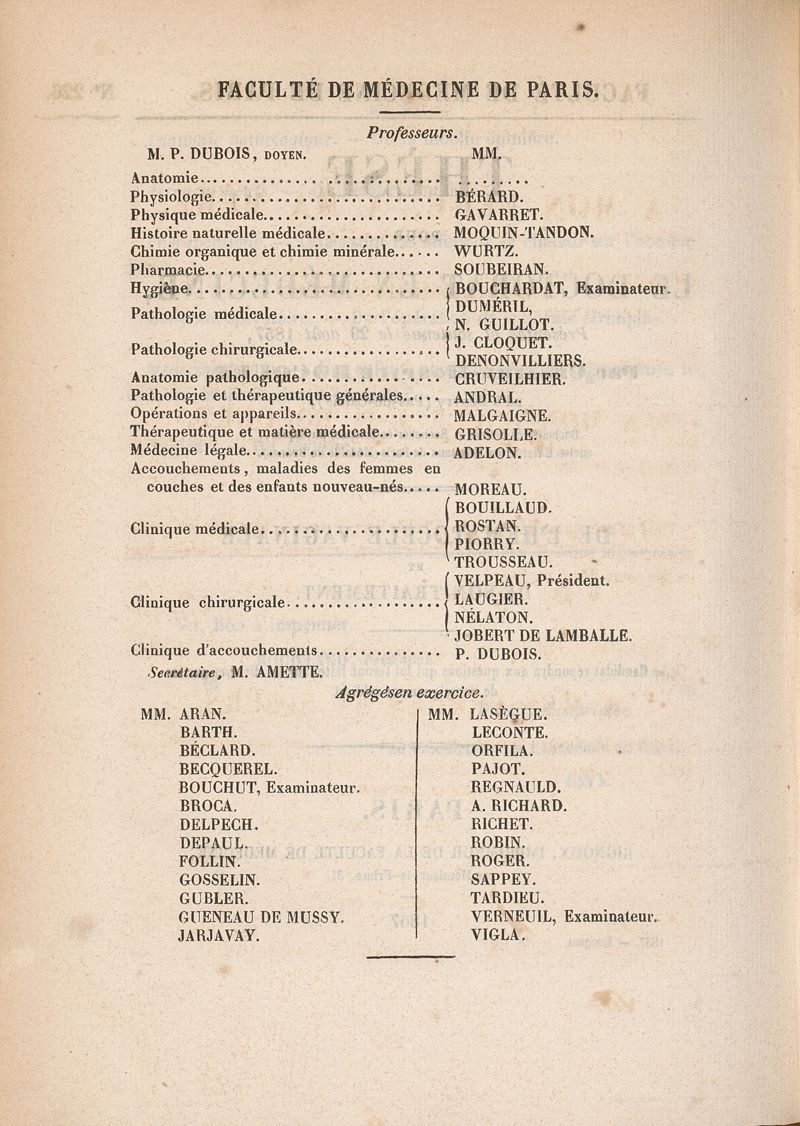 FACULTÉ DE MÉDECINE DE PARIS.
Professeurs.
M. P. DUBOIS, DOYEN. MM.
Anatomie.............................. ..........
Physiologie............................ BÉRARD.
Physique médicale...................... GAVARRET.
Histoire naturelle médicale.............. MOQUIN-TANDON.
Chimie organique et chimie minérale...... WURTZ.
Pharmacie.............................. SOUBEIRAN.
Hygiène................................ BOUCHARDAT, Examinateur.
Pathologie médicale.................... DUMÉRIL,
N. GUILLOT.
Pathologie chirurgicale.................. J. CLOQUET.
DENONVILLIERS.
Anatomie pathologique.................. CRUVEILHIER.
Pathologie et thérapeutique générales..... ANDRAL.
Opérations et appareils.................. MALGAIGNE.
Thérapeutique et matière médicale........ GRISOLLE.
Médecine légale........................ ADELON.
Accouchements, maladies des femmes en
couches et des enfants nouveau-nés..... MOREAU.
Clinique médicale...................... BOUILLAUD.
ROSTAN.
PIORRY.
TROUSSEAU.
Clinique chirurgicale.................... VELPEAU, Président.
LAUGIER.
NÉLATON.
JOBERT DE LAMBALLE.
Clinique d'accouchements................ P. DUBOIS.
Secrétaire, M. AMETTE.
Agrégésen exercice.
MM. ARAN.
BARTH.
BÉCLARD.
BECQUEREL.
BOUCHUT, Examinateur.
BROCA.
DELPECH.
DEPAUL.
FOLLIN.
GOSSELIN.
GUBLER.
GUENEAU DE MUSSY.
JARJAVAY.
MM. LASÈGUE.
LECONTE.
ORFILA.
PAJOT.
REGNAULD.
A. RICHARD.
RICHET.
ROBIN.
ROGER.
SAPPEY.
TARDIEU.
VERNEUIL, Examinateur.
VIGLA.